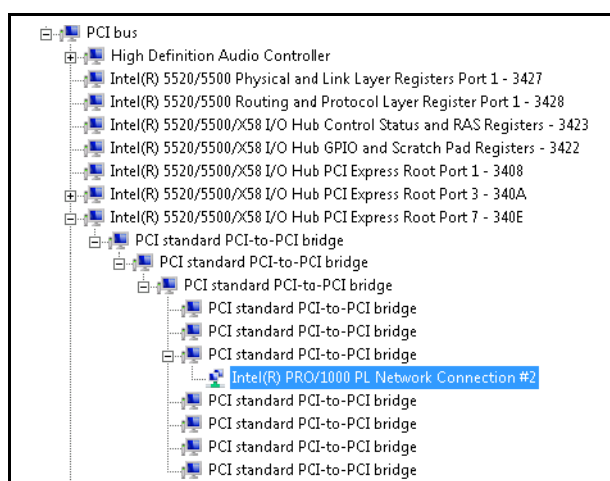 PCI bus
High Definition Audio Controller
Intel(R) 5520/5500 Physical and Link Layer Registers Port 1 - 3427
Intel(R) 5520/5500 Routing and Protocol Layer Register Port 1 - 3428
Intel(R) 5520/5500/X58 I/O Hub Control Status and RAS Registers - 3423
Intel(R) 5520/5500/X58 I/O Hub GPIO and Scratch Pad Registers - 3422
Intel(R) 5520/5500/X58 I/O Hub PCI Express Root Port 1 - 3408
Intel(R) 5520/5500/X58 I/O Hub PCI Express Root Port 3 - 340A
Intel(R) 5520/5500/X58 I/O Hub PCI Express Root Port 7 - 340E
PCI standard PCI-to-PCI bridge
PCI standard PCI-to-PCI bridge
PCI standard PCI-to-PCI bridge
PCI standard PCI-to-PCI bridge
PCI standard PCI-to-PCI bridge
PCI standard PCI-to-PCI bridge
Intel(R) PRO/1000 PL Network Connection #2
PCI standard PCI-to-PCI bridge
PCI standard PCI-to-PCI bridge
PCI standard PCI-to-PCI bridge
PCI standard PCI-to-PCI bridge